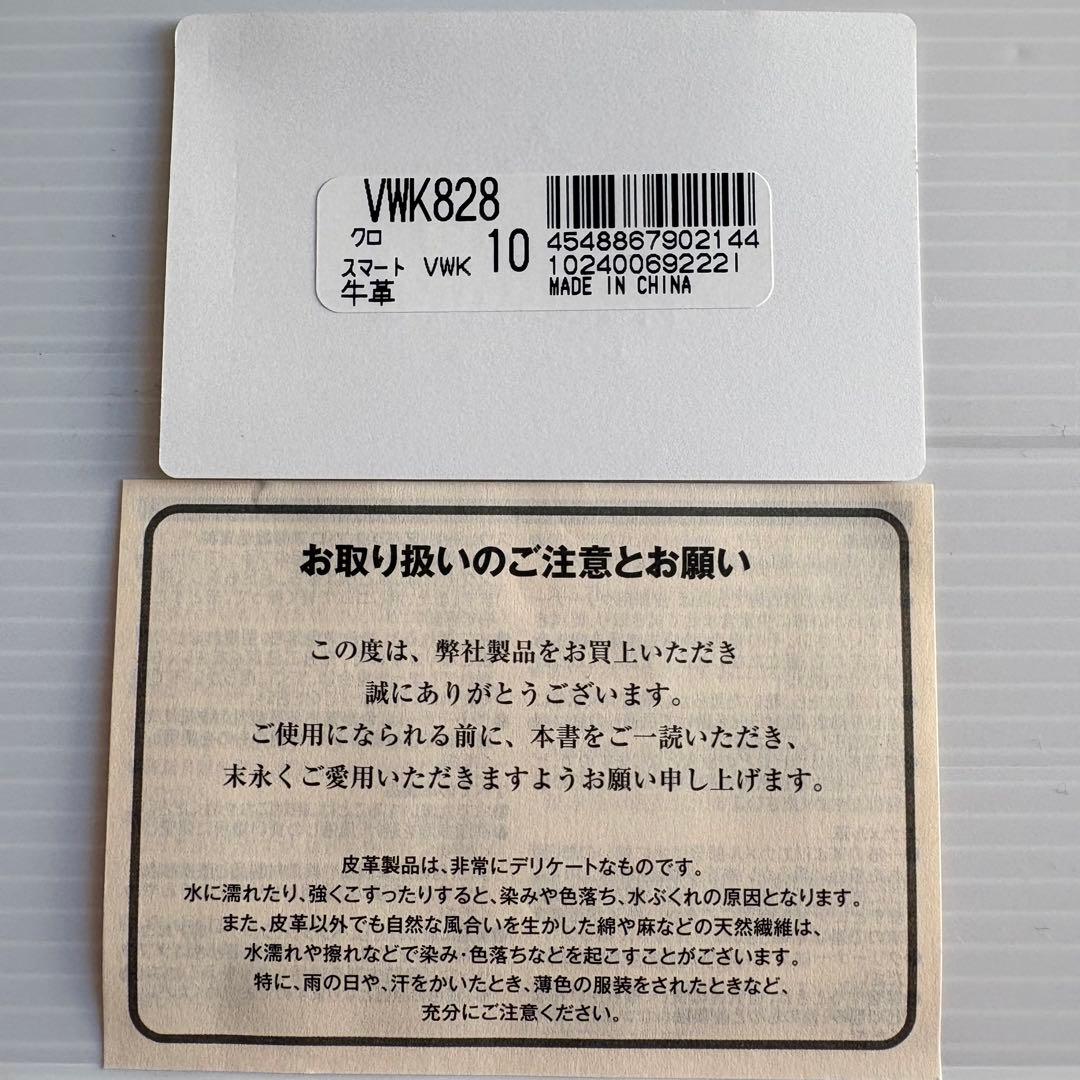 VWK828
クロ
スマート VWK 10
牛革
4548867902144
102400692221
MADE IN CHINA
お取り扱いのご注意とお願い
この度は、弊社製品をお買上いただき
誠にありがとうございます。
ご使用になられる前に、本書をご一読いただき、
末永くご愛用いただきますようお願い申し上げます。
皮革製品は、非常にデリケートなものです。
水に濡れたり、強くこすったりすると、染みや色落ち、水ぶくれの原因となります。
また、皮革以外でも自然な風合いを生かした綿や麻などの天然繊維は、
水濡れや擦れなどで染み・色落ちなどを起こすことがございます。
特に、雨の日や、汗をかいたとき、薄色の服装をされたときなど、
充分にご注意ください。